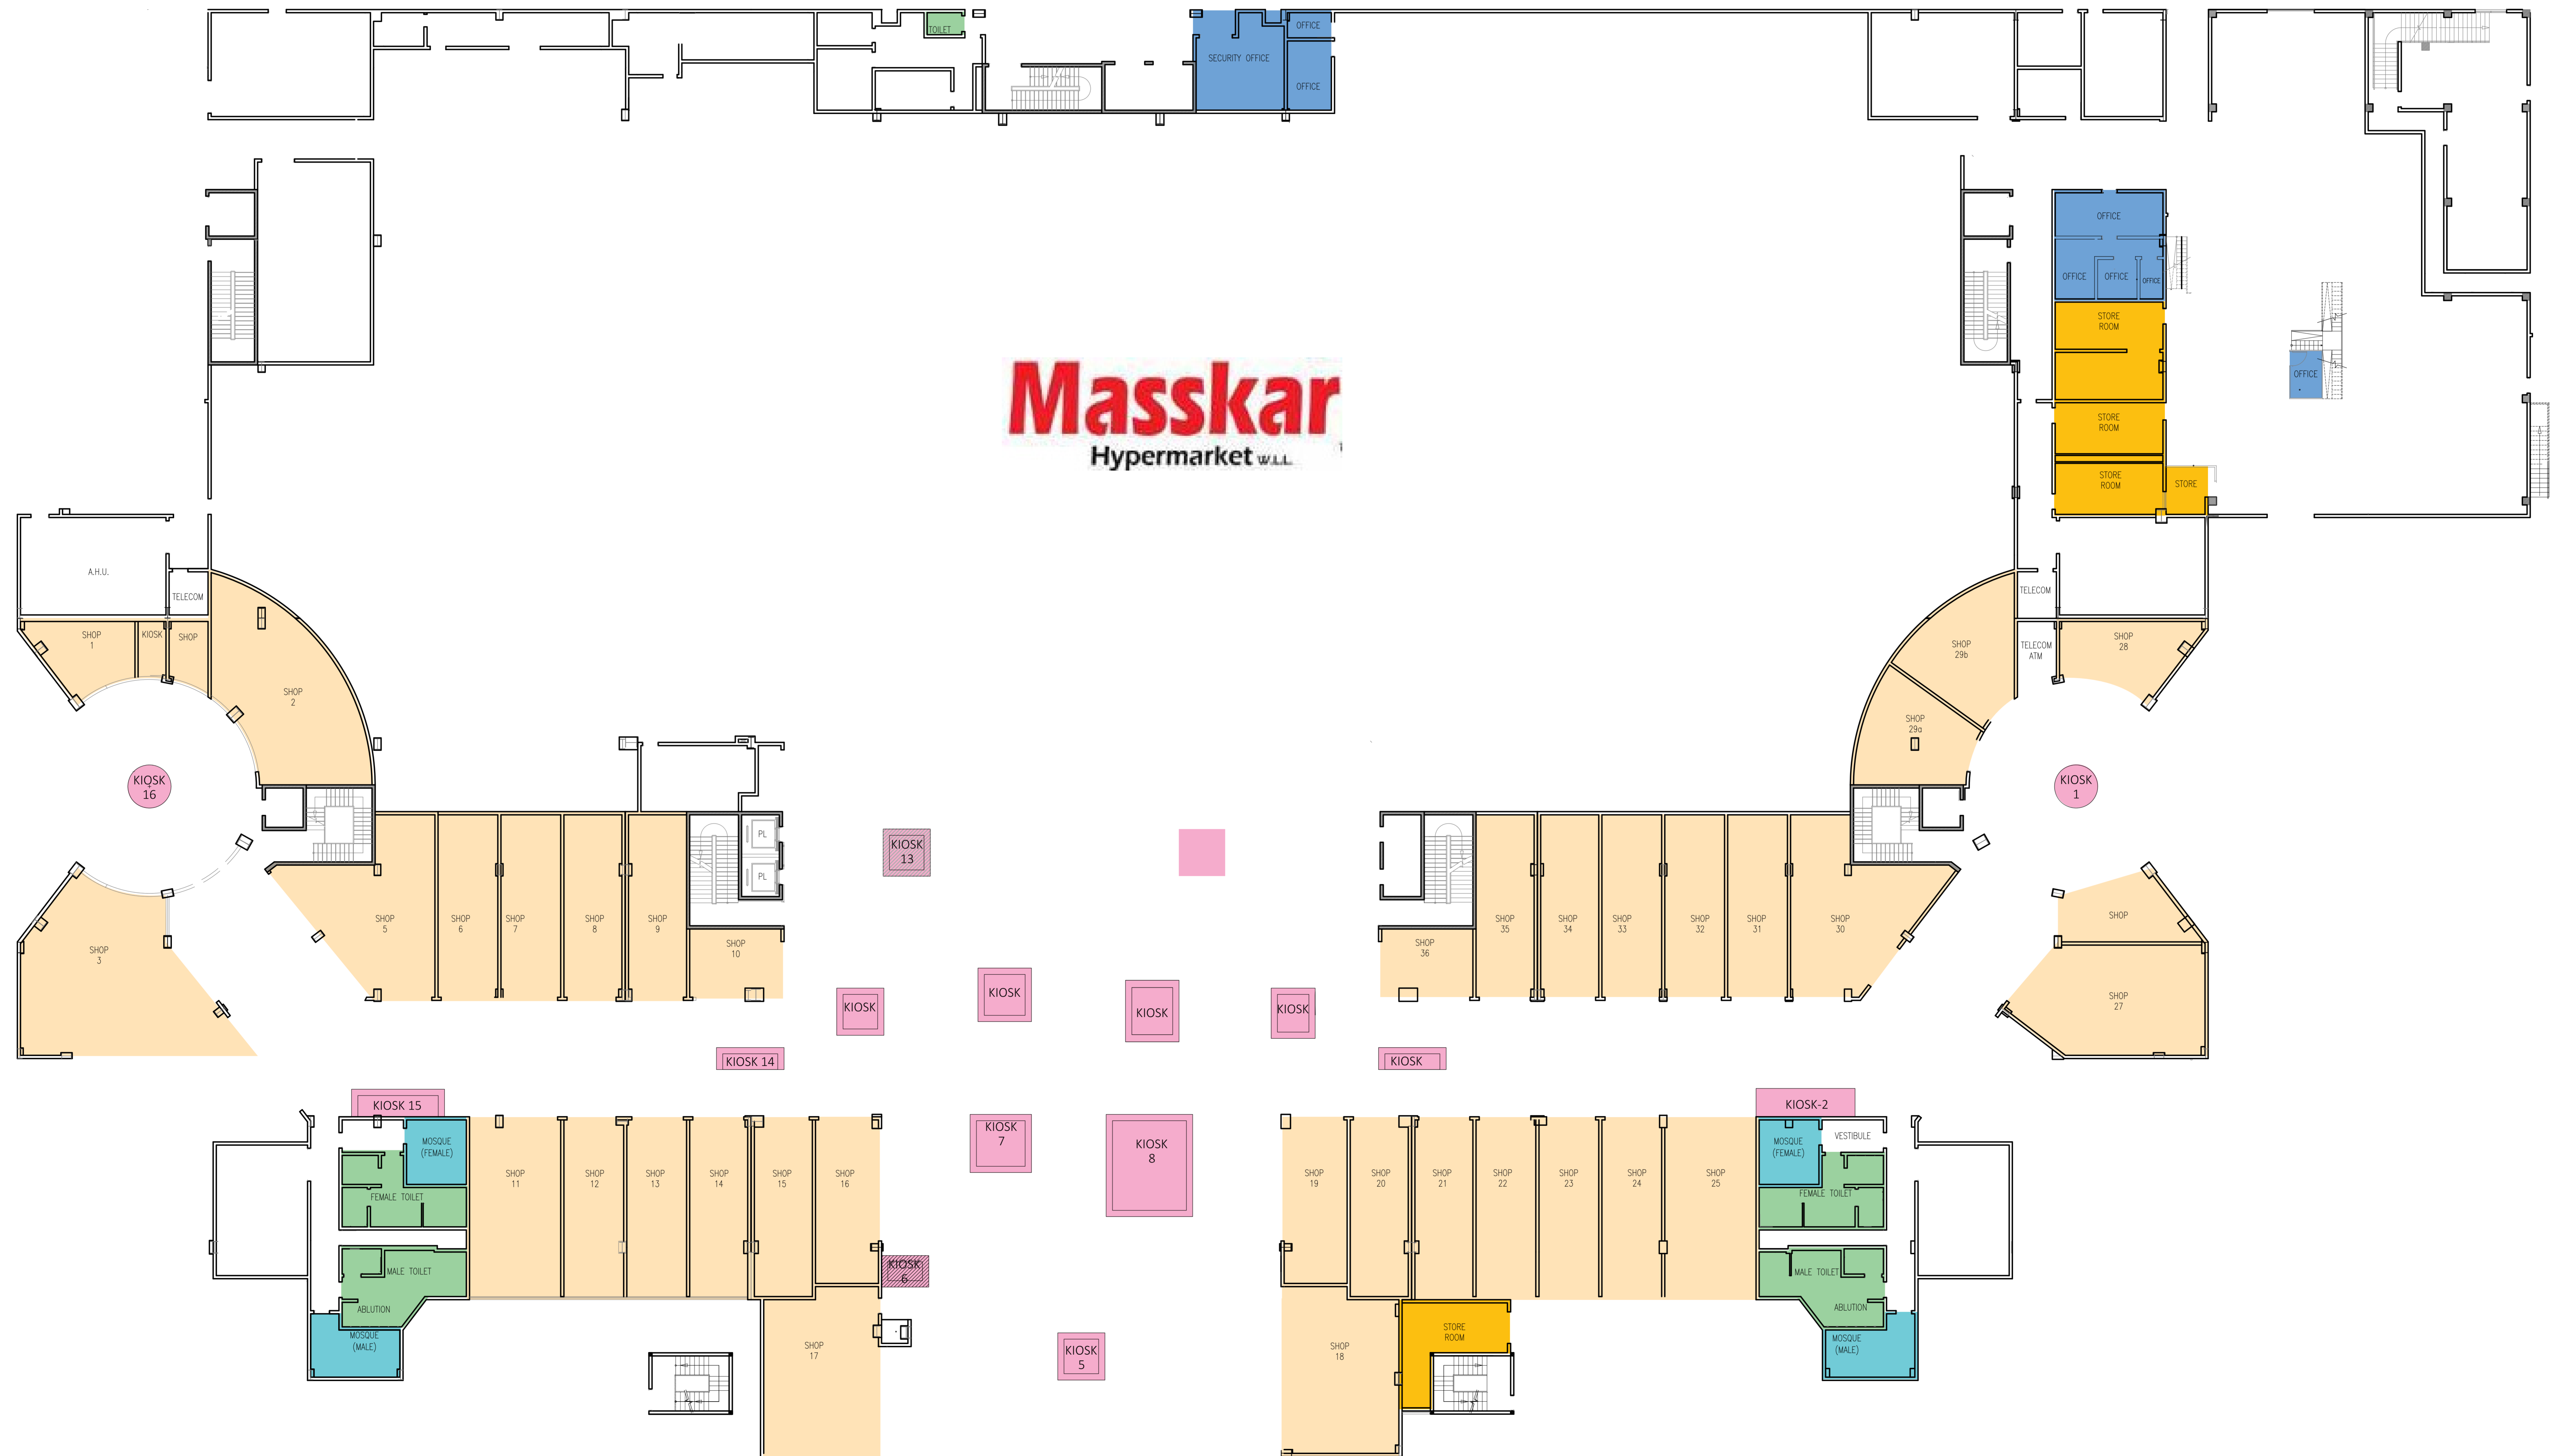 TOILET
SECURITY OFFICE
OFFICE
OFFICE
OFFICE
OFFICE
OFFICE
OFFICE
STORE
ROOM
OFFICE
Masskar
Hypermarket W.L.L.
STORE
ROOM
STORE
ROOM
STORE
A.H.U.
TELECOM
TELECOM
SHOP
1
KIOSK
SHOP
SHOP
2
SHOP
29b
TELECOM
ATM
SHOP
28
SHOP
29a
KIOSK
16
KIOSK
1
PL
PL
KIOSK
13
SHOP
3
SHOP
5
SHOP
6
SHOP
7
SHOP
8
SHOP
9
SHOP
10
SHOP
36
SHOP
35
SHOP
34
SHOP
33
SHOP
32
SHOP
31
SHOP
30
SHOP
SHOP
27
KIOSK
KIOSK
KIOSK
KIOSK
KIOSK 14
KIOSK
KIOSK 15
KIOSK-2
MOSQUE
(FEMALE)
FEMALE TOILET
MALE TOILET
ABLUTION
MOSQUE
(MALE)
SHOP
11
SHOP
12
SHOP
13
SHOP
14
SHOP
15
SHOP
16
KIOSK
7
KIOSK
8
KIOSK
6
SHOP
17
KIOSK
5
SHOP
19
SHOP
20
SHOP
21
SHOP
22
SHOP
23
SHOP
24
SHOP
25
SHOP
18
STORE
ROOM
MOSQUE
(FEMALE)
VESTIBULE
FEMALE TOILET
MALE TOILET
ABLUTION
MOSQUE
(MALE)